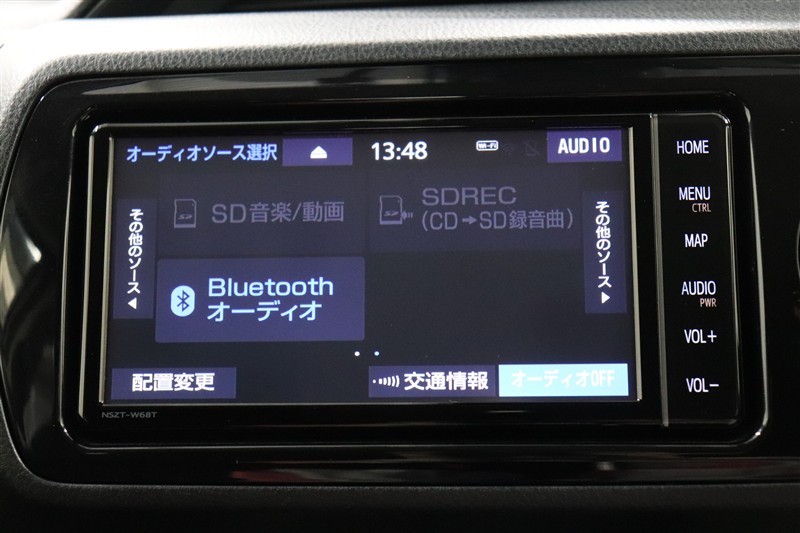 オーディオソース選択
13:48
Wi-Fi
AUDIO
SD音楽/動画
SDREC
(CD→SD録音曲)
その他のソース
その他のソース
Bluetooth
オーディオ
配置変更
交通情報
オーディオOFF
NSZT-W68T
HOME
MENU
CTRL
MAP
AUDIO
PWR
VOL+
VOL-